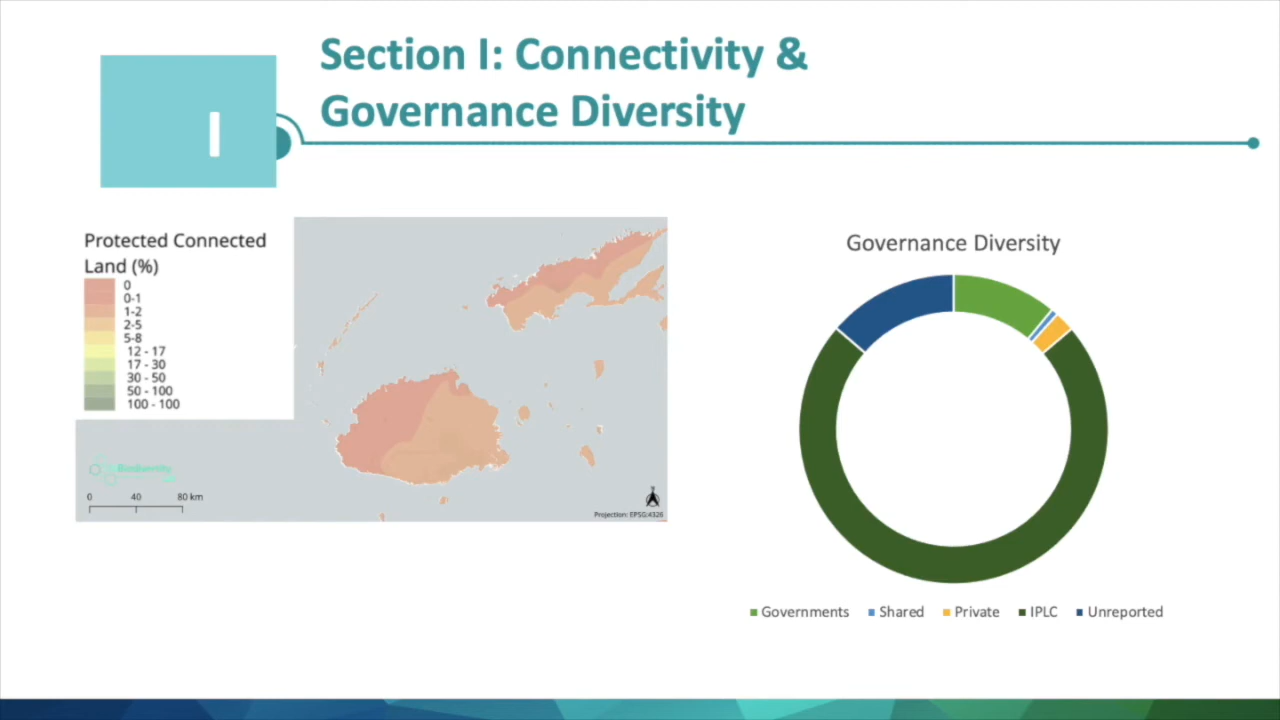 I
Section I: Connectivity &
Governance Diversity
Protected Connected
Land (%)
0
0-1
1-2
2-5
5-8
12 - 17
17 - 30
30 - 50
50 - 100
100 - 100
Biodiversity
0 40 80 km
Projection: EPSG:4326
Governance Diversity
Governments Shared Private IPLC Unreported